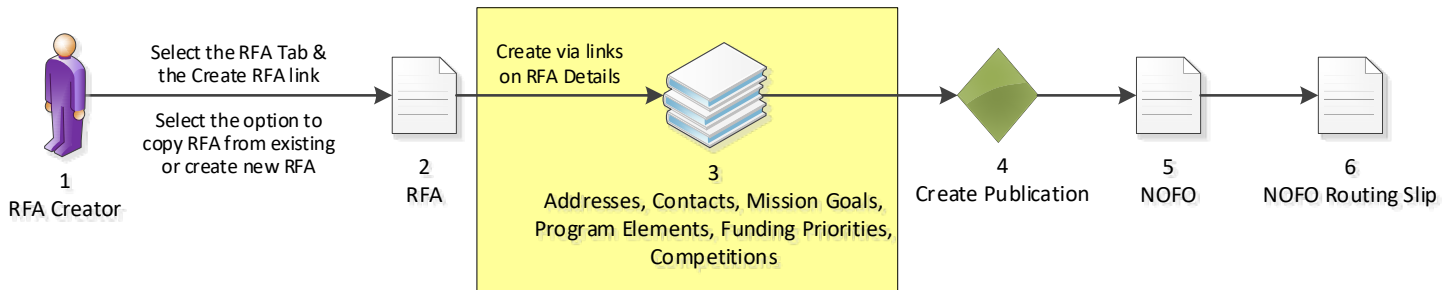 Select the RFA Tab &
the Create RFA link
Select the option to
copy RFA from existing
or create new RFA
1
RFA Creator
2
RFA
Create via links
on RFA Details
3
Addresses, Contacts, Mission Goals,
Program Elements, Funding Priorities,
Competitions
4
Create Publication
5
NOFO
6
NOFO Routing Slip